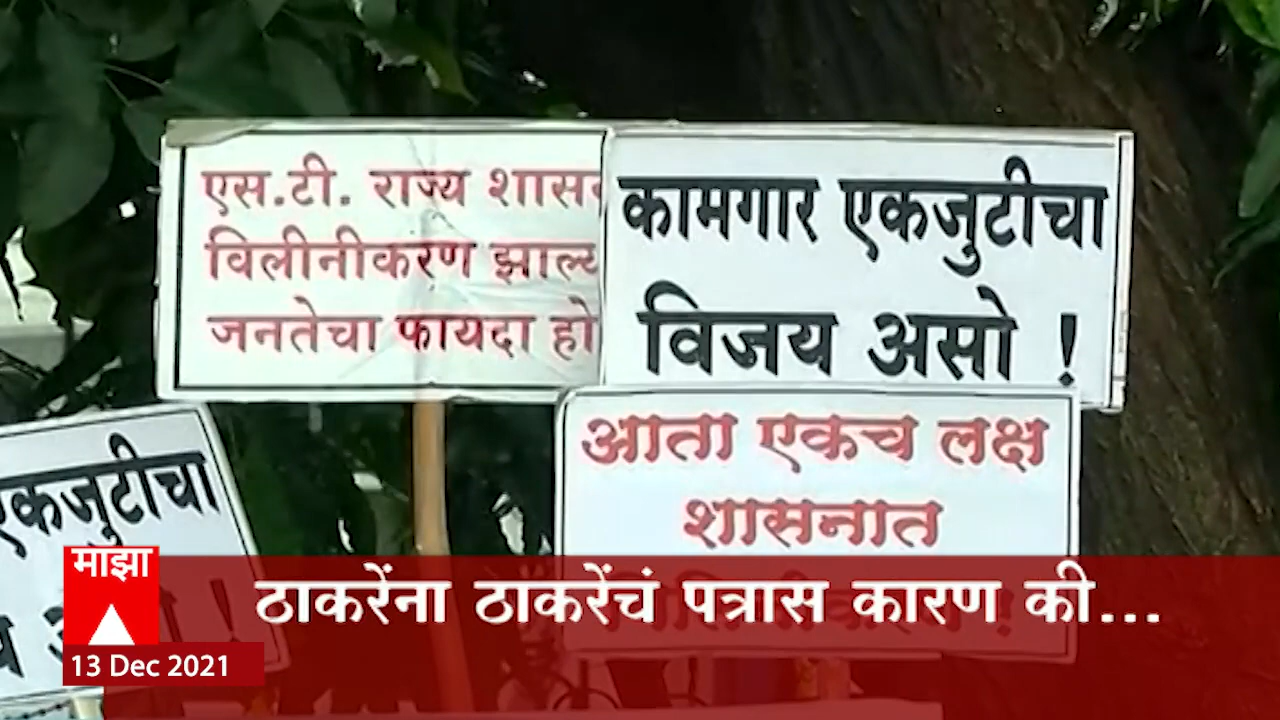 एस.टी. राज्य
विलीनीकरण
जनतेचा फायदा
कामगार एकजुटीचा
विजय असो !
आता एकच लक्ष
शासनात
एकजुटीचा
!
माझा
ठाकरेंना ठाकरेंचं पत्रास कारण की...
13 Dec 2021